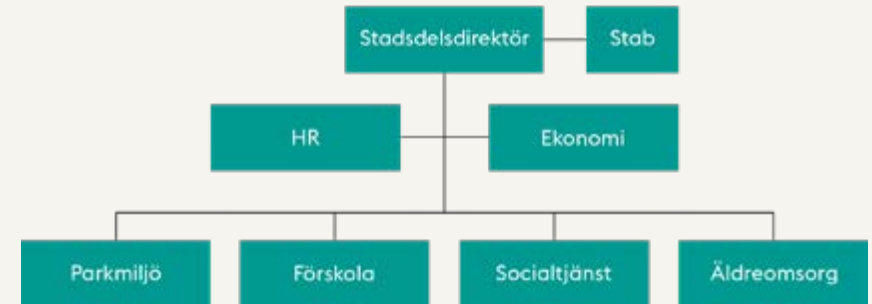 Stadsdelsdirektör
Stab
HR
Ekonomi
Parkmiljö
Förskola
Socialtjänst
Äldreomsorg